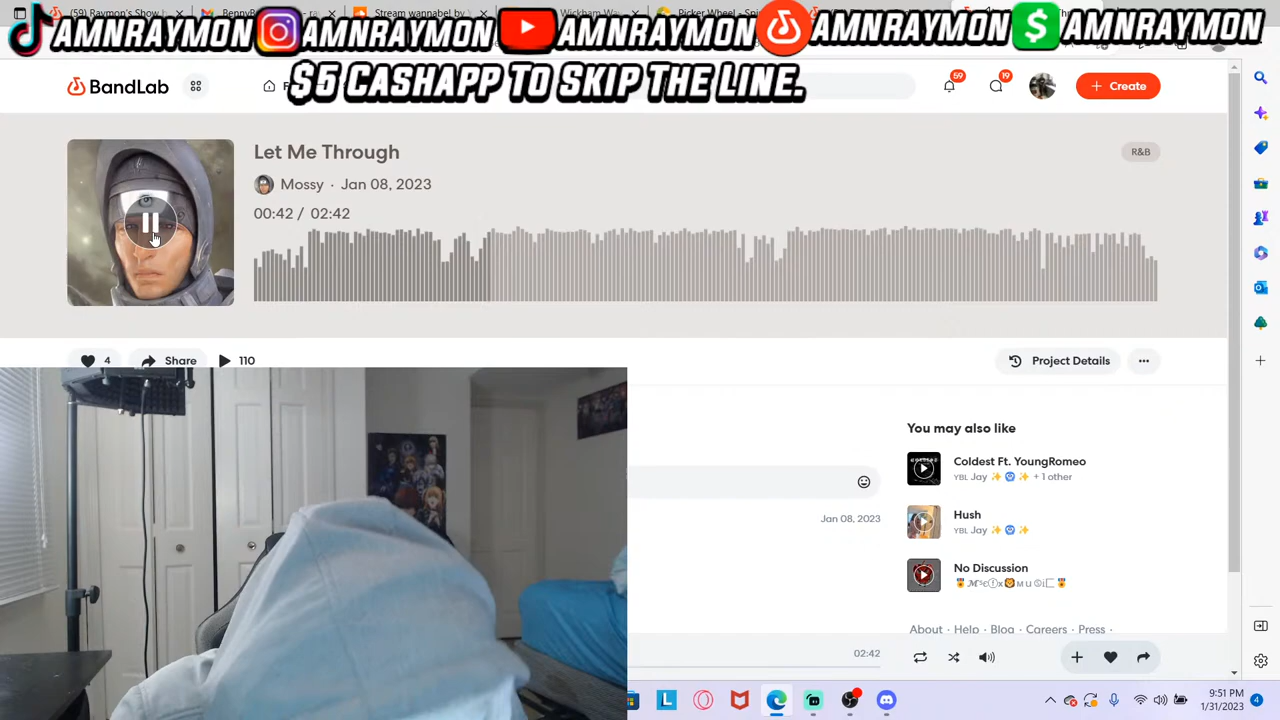 AMNRAYMON AMNRAYMON AMNRAYMON AMNRAYMON AMNRAYMON
$5 CASHAPP TO SKIP THE LINE.
BandLab
59
19
Create
Let Me Through
R&B
Mossy · Jan 08, 2023
00:42 / 02:42
4 Share 110
Project Details
You may also like
Coldest Ft. YoungRomeo
YBL Jay + 1 other
Jan 08, 2023
Hush
YBL Jay
No Discussion
About · Help · Blog · Careers · Press ·
02:42
9:51 PM
1/31/2023
4